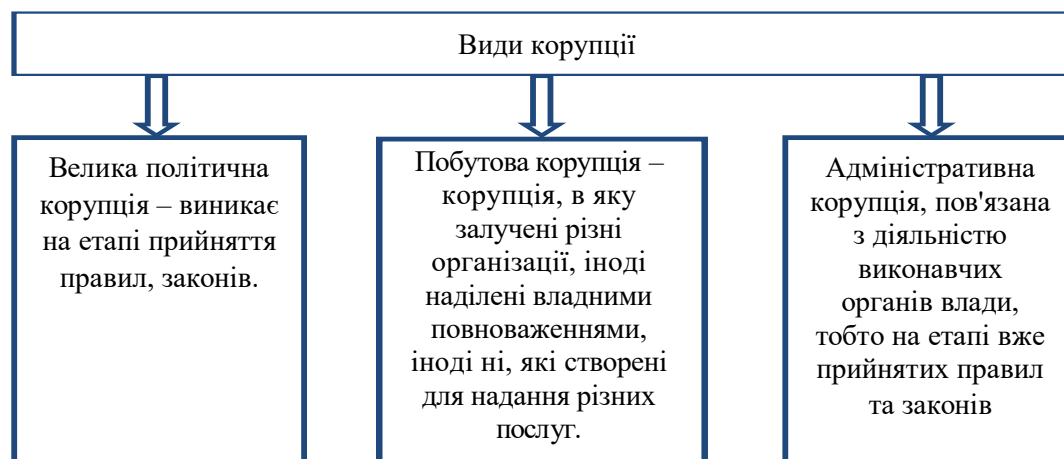 Види корупції
Велика політична
корупція – виникає
на етапі прийняття
правил, законів.
Побутова корупція –
корупція, в яку
залучені різні
організації, іноді
наділені владними
повноваженнями,
іноді ні, які створені
для надання різних
послуг.
Адміністративна
корупція, пов'язана
з діяльністю
виконавчих
органів влади,
тобто на етапі вже
прийнятих правил
та законів